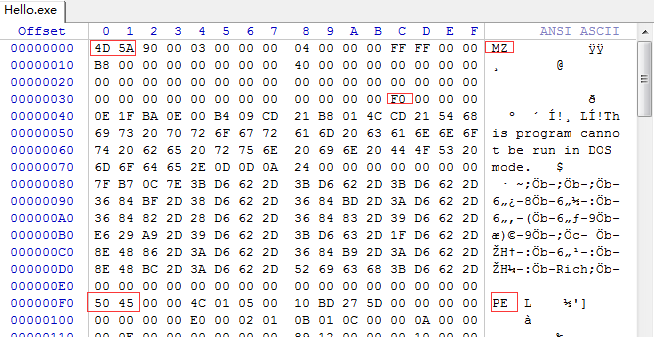 Hello.exe
Offset 0 1 2 3 4 5 6 7 8 9 A B C D E F ANSI ASCII
00000000 4D 5A 90 00 03 00 00 00 04 00 00 00 FF FF 00 00 MZ ÿÿ
00000010 B8 00 00 00 00 00 00 00 40 00 00 00 00 00 00 00 ¸ @
00000020 00 00 00 00 00 00 00 00 00 00 00 00 00 00 00 00
00000030 00 00 00 00 00 00 00 00 00 00 00 00 F0 00 00 00 ð
00000040 0E 1F BA 0E 00 B4 09 CD 21 B8 01 4C CD 21 54 68 º ´ Í!¸ LÍ!Th
00000050 69 73 20 70 72 6F 67 72 61 6D 20 63 61 6E 6E 6F is program canno
00000060 74 20 62 65 20 72 75 6E 20 69 6E 20 44 4F 53 20 t be run in DOS
00000070 6D 6F 64 65 2E 0D 0D 0A 24 00 00 00 00 00 00 00 mode. $
00000080 7F B7 0C 7E 3B D6 62 2D 3B D6 62 2D 3B D6 62 2D · ~;Öb-;Öb-;Öb-
00000090 36 84 BF 2D 38 D6 62 2D 36 84 BD 2D 3A D6 62 2D 6„¿-8Öb-6„½-:Öb-
000000A0 36 84 82 2D 28 D6 62 2D 36 84 83 2D 39 D6 62 2D 6„‚-(Öb-6„ƒ-9Öb-
000000B0 E6 29 A9 2D 39 D6 62 2D 3B D6 63 2D 1F D6 62 2D æ)©-9Öb-;Öc- Öb-
000000C0 8E 48 86 2D 3A D6 62 2D 36 84 B9 2D 3A D6 62 2D ŽH†-:Öb-6„¹-:Öb-
000000D0 8E 48 BC 2D 3A D6 62 2D 52 69 63 68 3B D6 62 2D ŽH¼-:Öb-Rich;Öb-
000000E0 00 00 00 00 00 00 00 00 00 00 00 00 00 00 00 00
000000F0 50 45 00 00 4C 01 05 00 10 BD 27 5D 00 00 00 00 PE L ½']
00000100 00 00 00 00 E0 00 02 01 0B 01 0C 00 00 0A 00 00 à